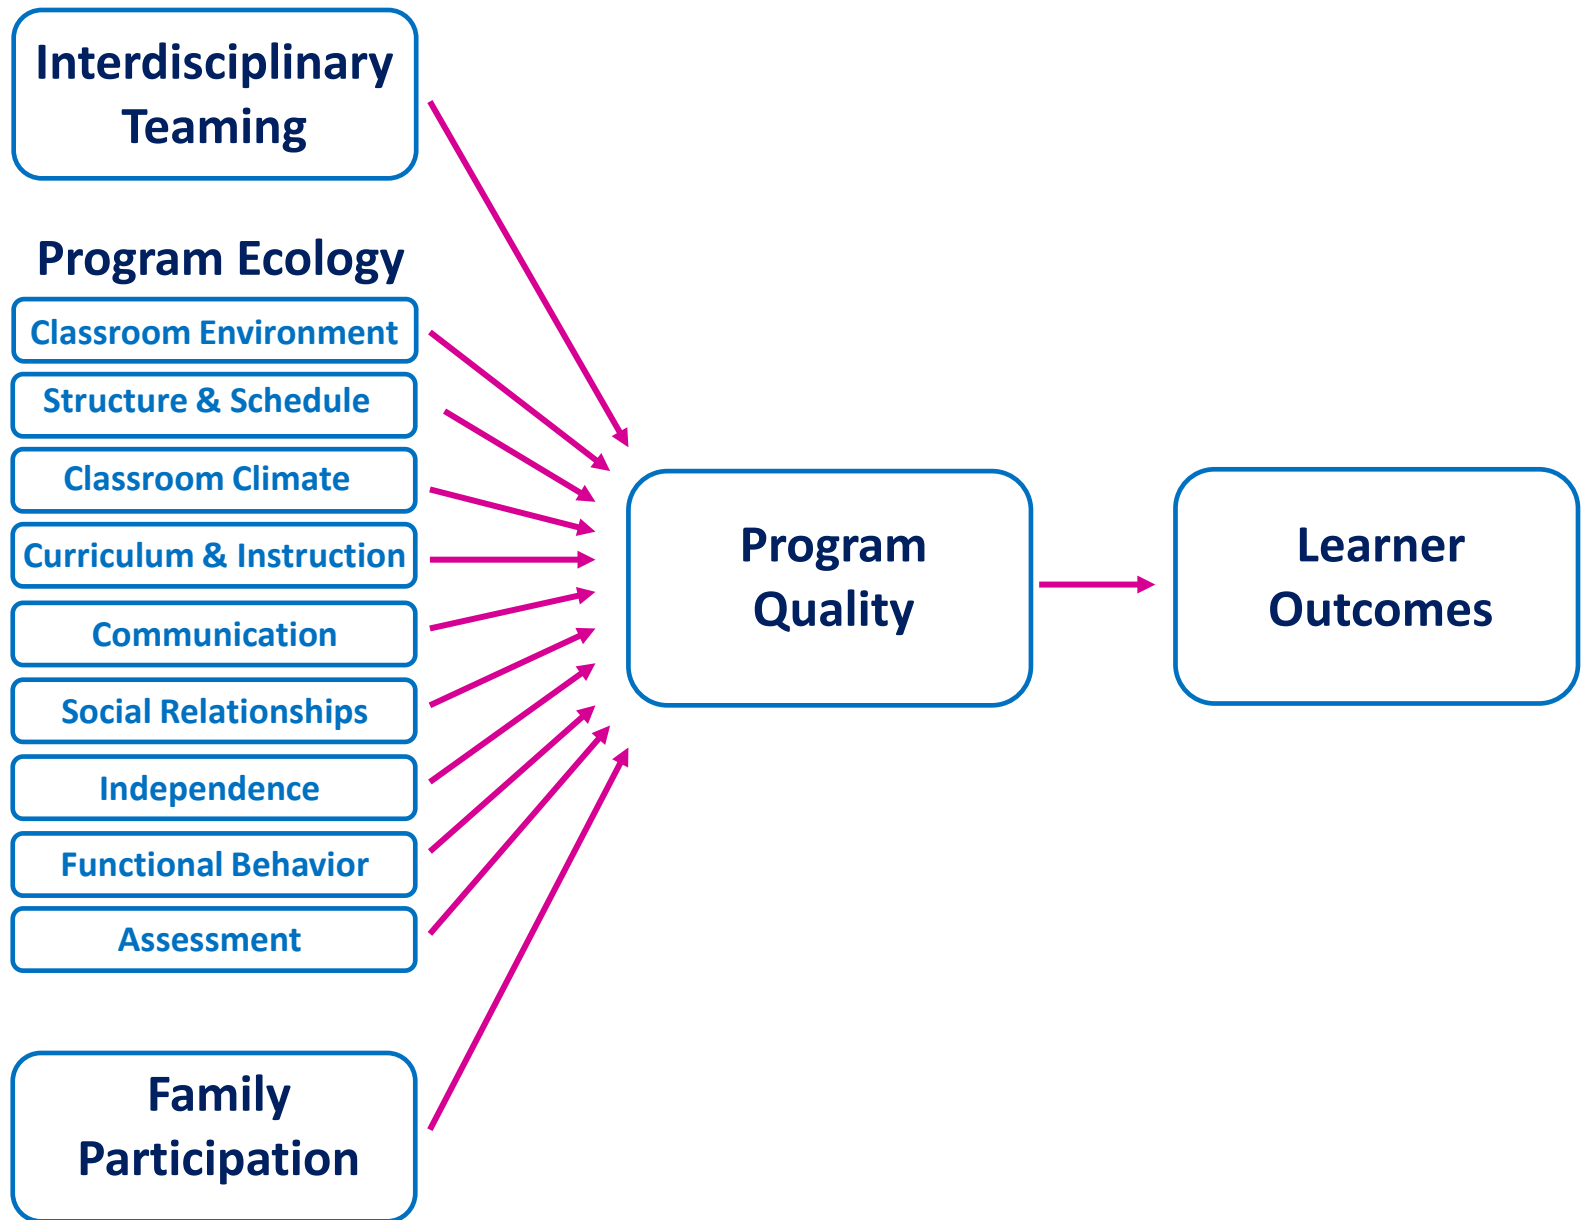 Interdisciplinary
Teaming
Program Ecology
Classroom Environment
Structure & Schedule
Classroom Climate
Curriculum & Instruction
Communication
Social Relationships
Independence
Functional Behavior
Assessment
Family
Participation
Program
Quality
Learner
Outcomes